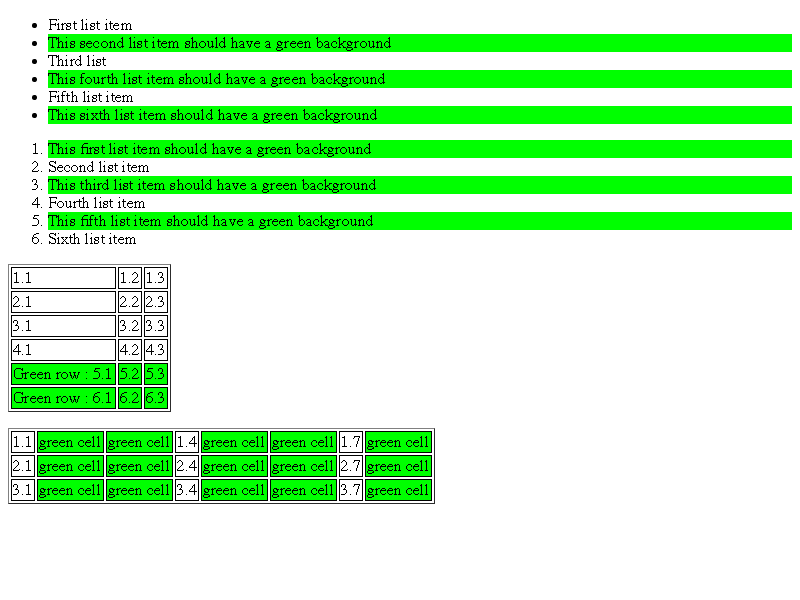 • First list item
• This second list item should have a green background
• Third list
• This fourth list item should have a green background
• Fifth list item
• This sixth list item should have a green background
1. This first list item should have a green background
2. Second list item
3. This third list item should have a green background
4. Fourth list item
5. This fifth list item should have a green background
6. Sixth list item
1.1 1.2 1.3
2.1 2.2 2.3
3.1 3.2 3.3
4.1 4.2 4.3
Green row : 5.1 5.2 5.3
Green row : 6.1 6.2 6.3
1.1 green cell green cell 1.4 green cell green cell 1.7 green cell
2.1 green cell green cell 2.4 green cell green cell 2.7 green cell
3.1 green cell green cell 3.4 green cell green cell 3.7 green cell